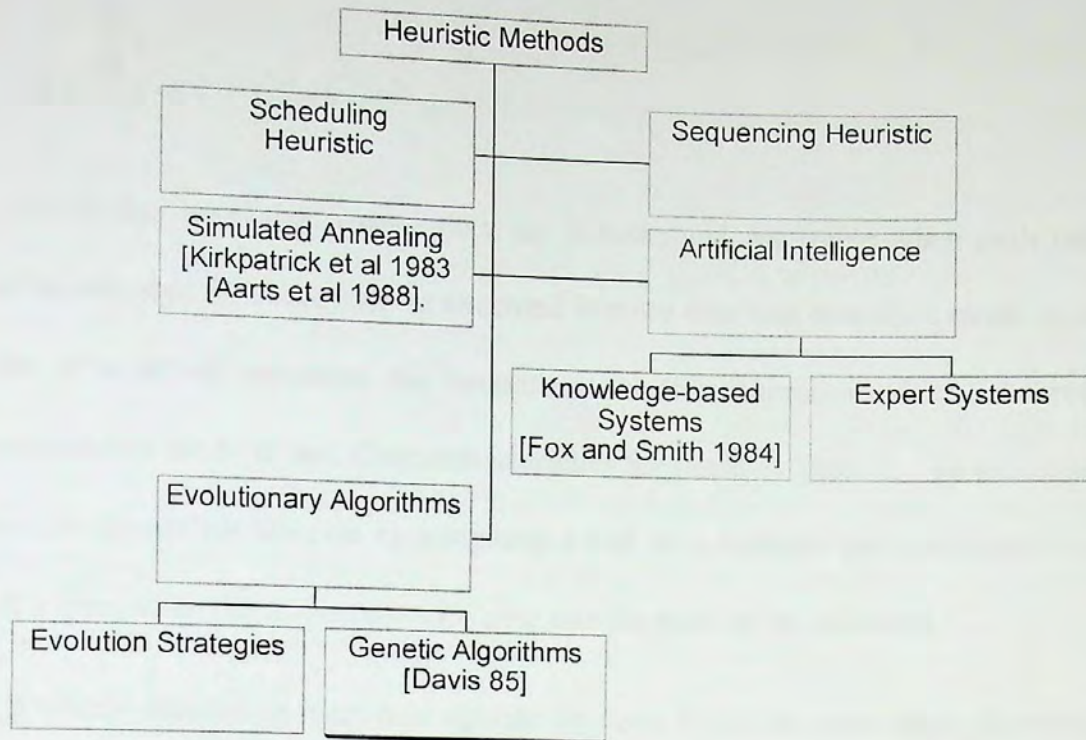 Heuristic Methods
Scheduling
Heuristic
Sequencing Heuristic
Simulated Annealing
[Kirkpatrick et al 1983
[Aarts et al 1988].
Artificial Intelligence
Knowledge-based
Systems
[Fox and Smith 1984]
Expert Systems
Evolutionary Algorithms
Evolution Strategies
Genetic Algorithms
[Davis 85]